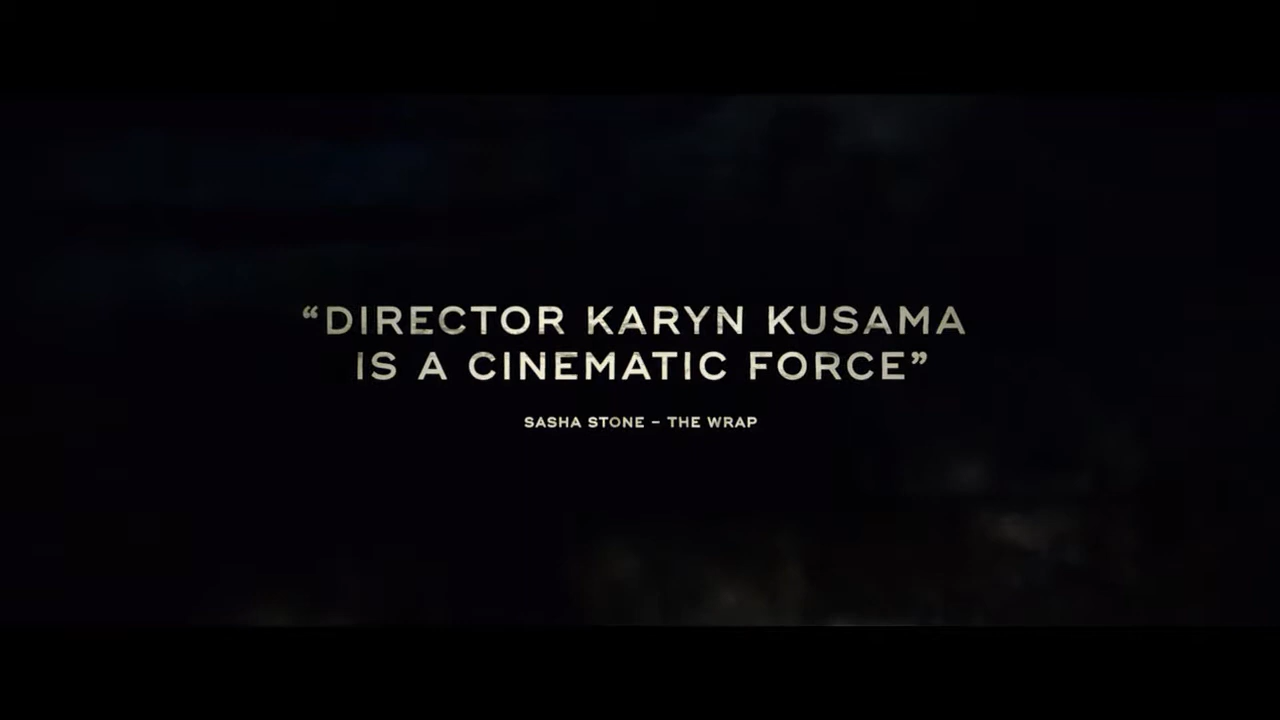 “DIRECTOR KARYN KUSAMA
IS A CINEMATIC FORCE”
SASHA STONE – THE WRAP